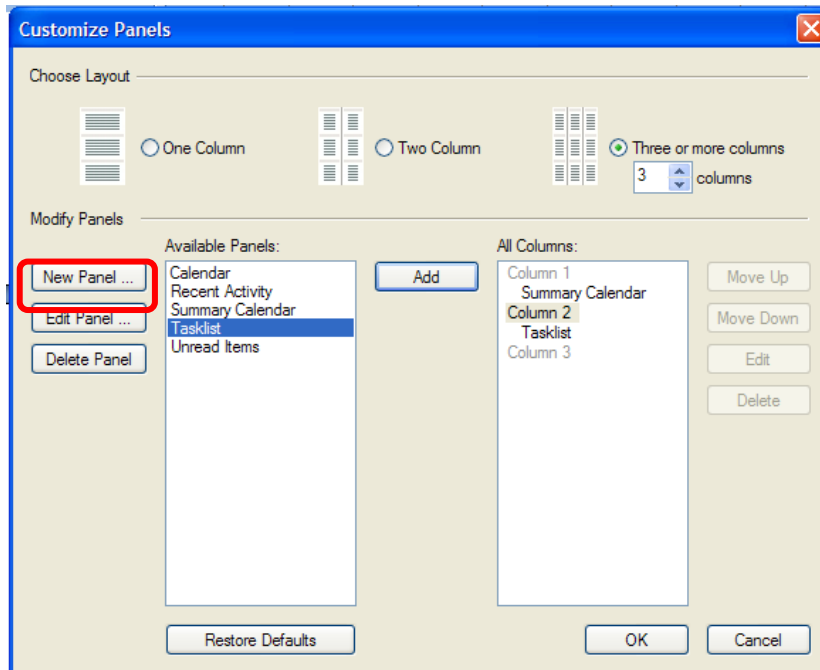 Customize Panels
Choose Layout
One Column
Two Column
Three or more columns
3 columns
Modify Panels
Available Panels:
All Columns:
New Panel ...
Edit Panel ...
Delete Panel
Calendar
Recent Activity
Summary Calendar
Tasklist
Unread Items
Add
Column 1
Summary Calendar
Column 2
Tasklist
Column 3
Move Up
Move Down
Edit
Delete
Restore Defaults
OK
Cancel